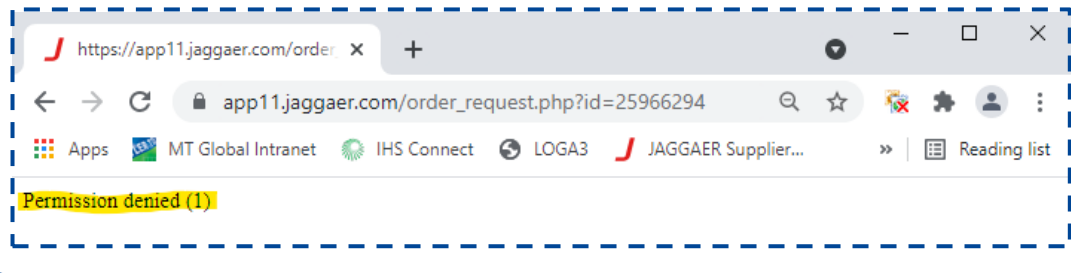 https://app11.jaggaer.com/order
app11.jaggaer.com/order_request.php?id=25966294
Apps MT Global Intranet IHS Connect LOGA3 JAGGAER Supplier... » Reading list
Permission denied (1)